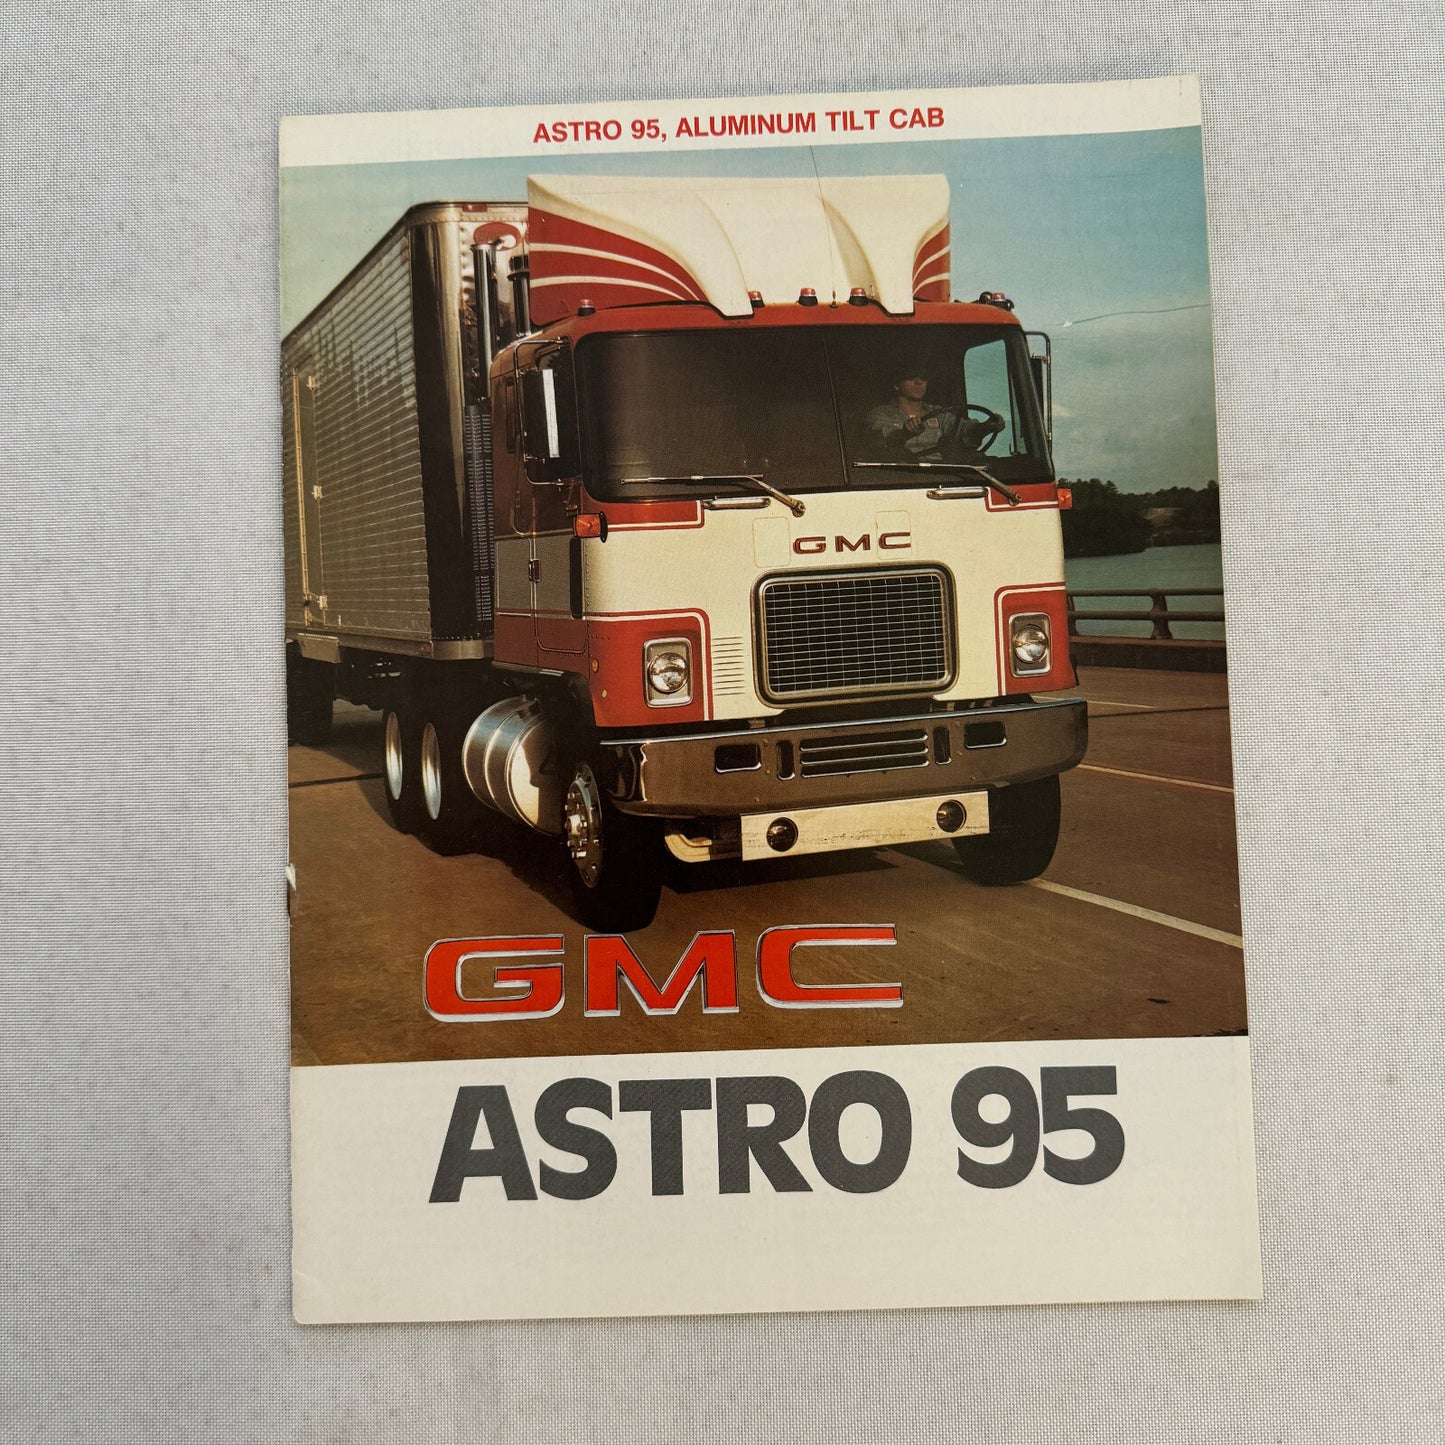 ASTRO 95, ALUMINUM TILT CAB
GMC
GMC
ASTRO 95